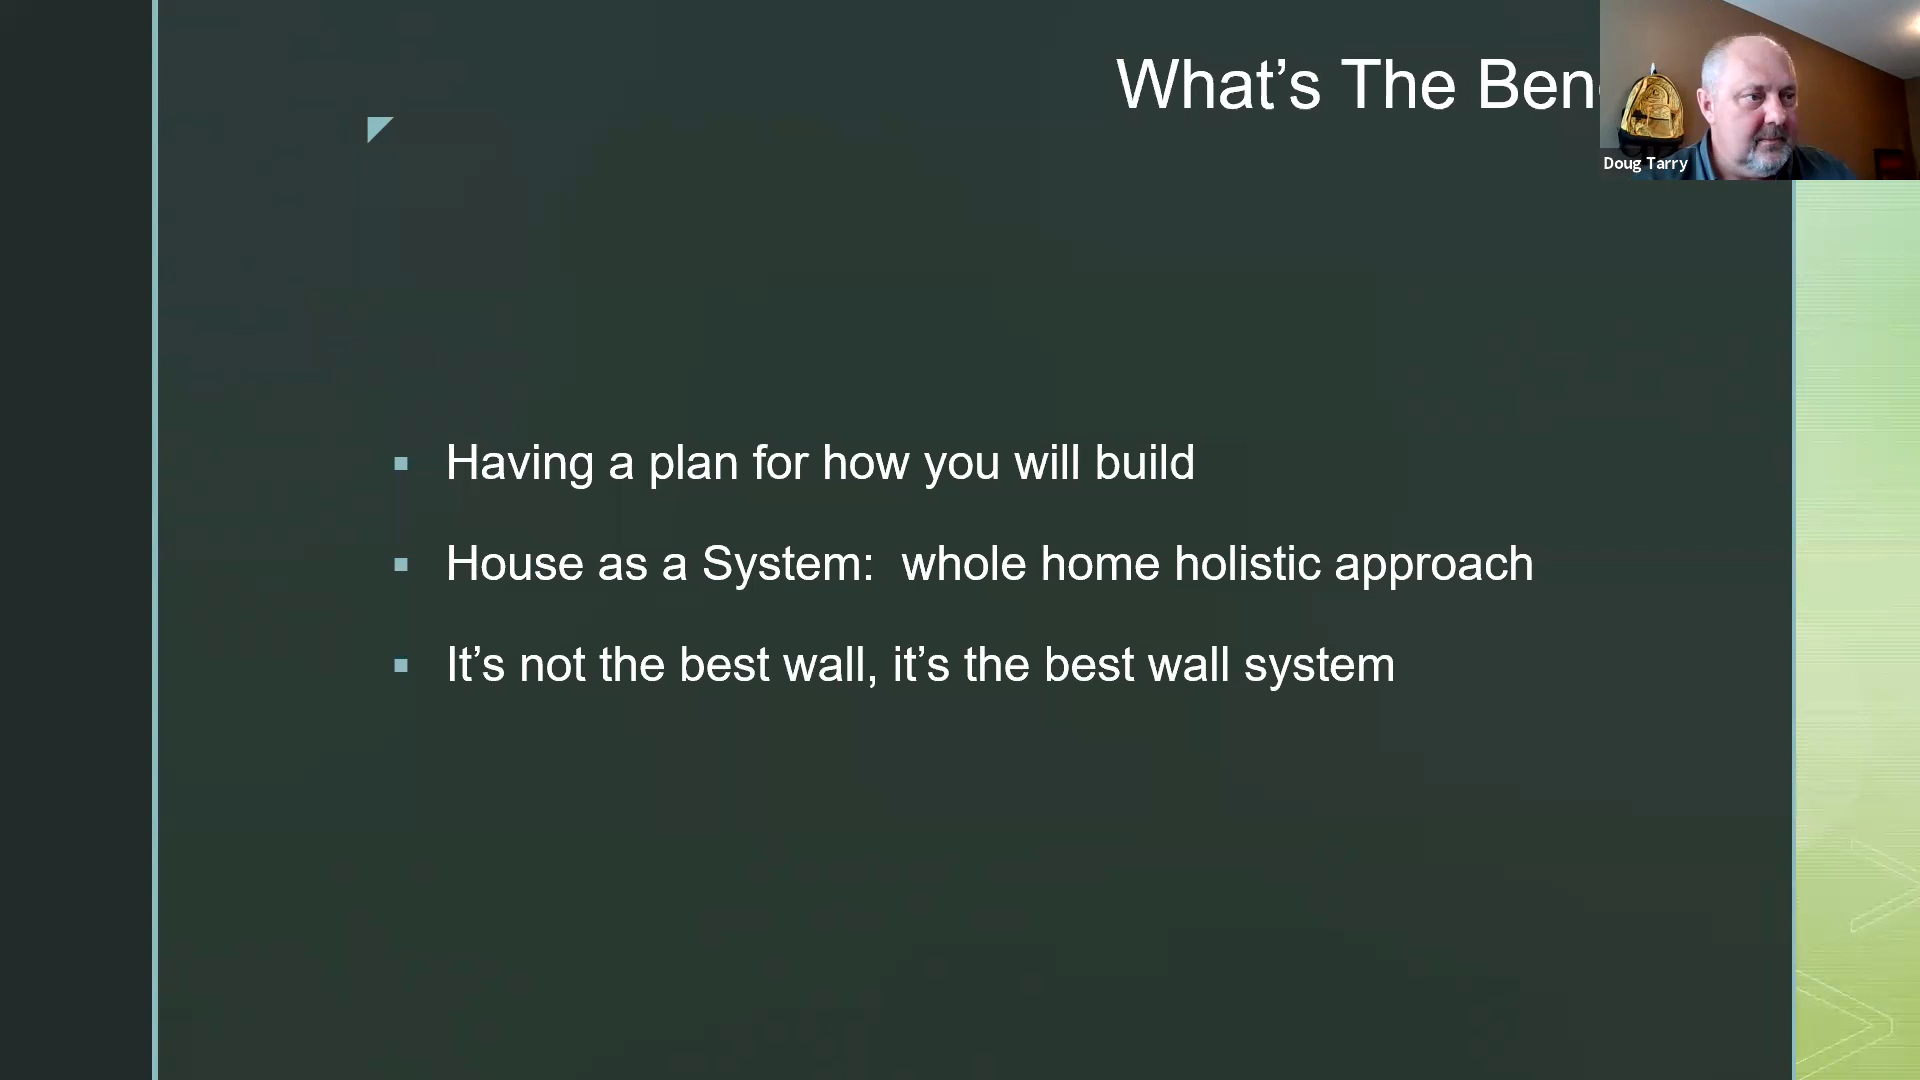 What’s The Ben
Doug Tarry
Having a plan for how you will build
House as a System:  whole home holistic approach
It’s not the best wall, it’s the best wall system